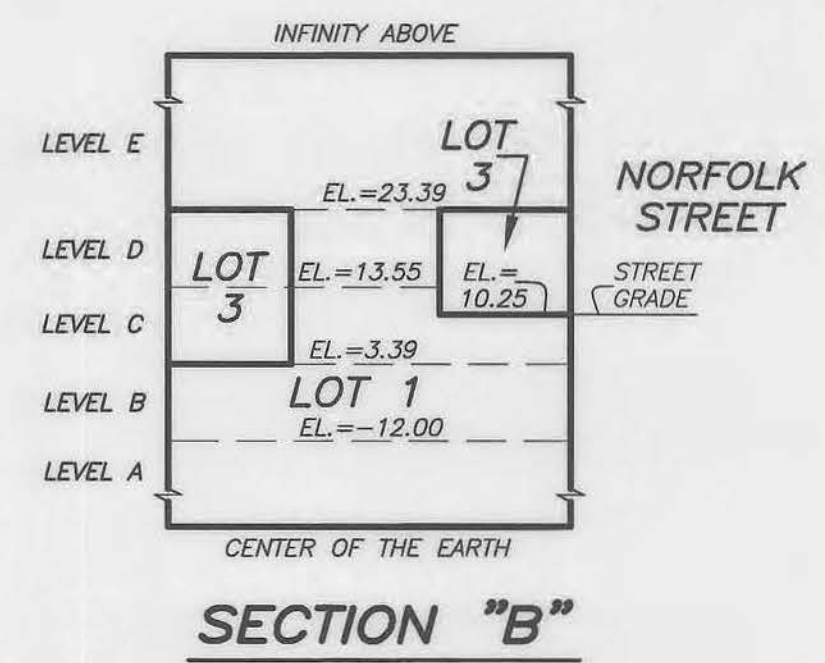 INFINITY ABOVE
LEVEL E
LOT
3
NORFOLK
STREET
EL.=23.39
LEVEL D
LOT
3
EL.=13.55
EL.=
10.25
STREET
GRADE
LEVEL C
EL.=3.39
LEVEL B
LOT 1
EL.=-12.00
LEVEL A
CENTER OF THE EARTH
SECTION "B"